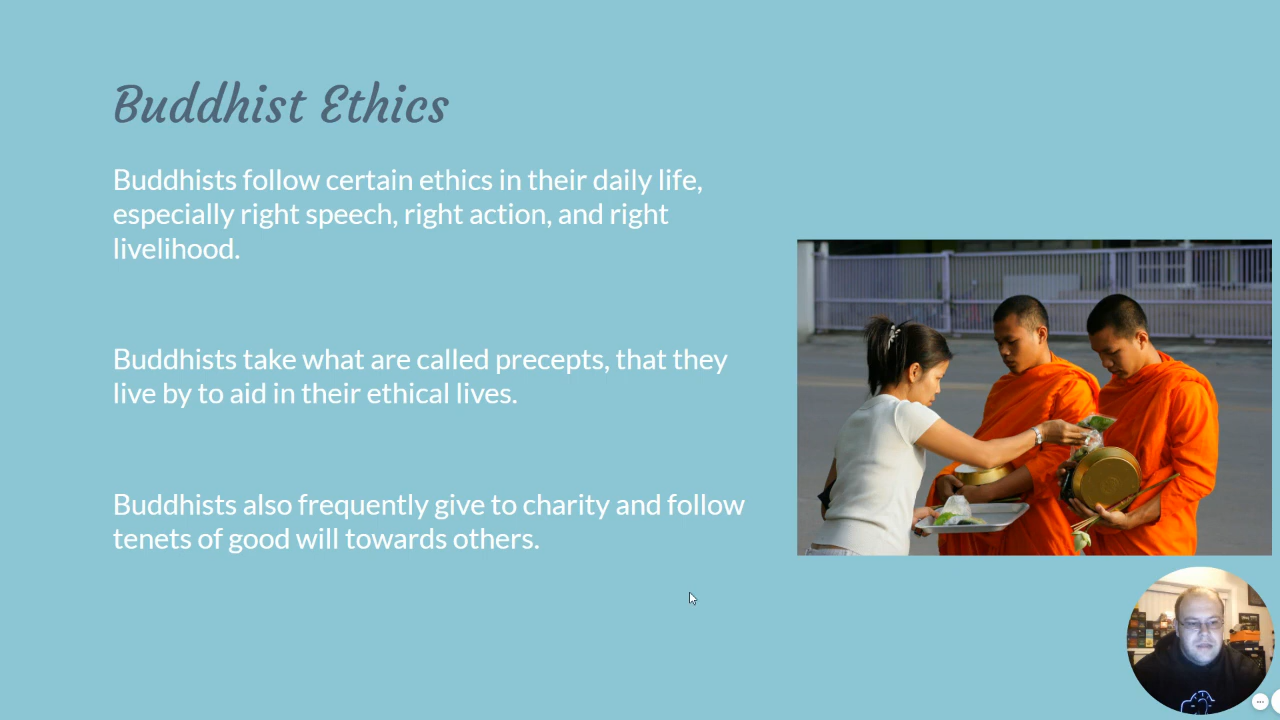 Buddhist Ethics
Buddhists follow certain ethics in their daily life,
especially right speech, right action, and right
livelihood.
Buddhists take what are called precepts, that they
live by to aid in their ethical lives.
Buddhists also frequently give to charity and follow
tenets of good will towards others.